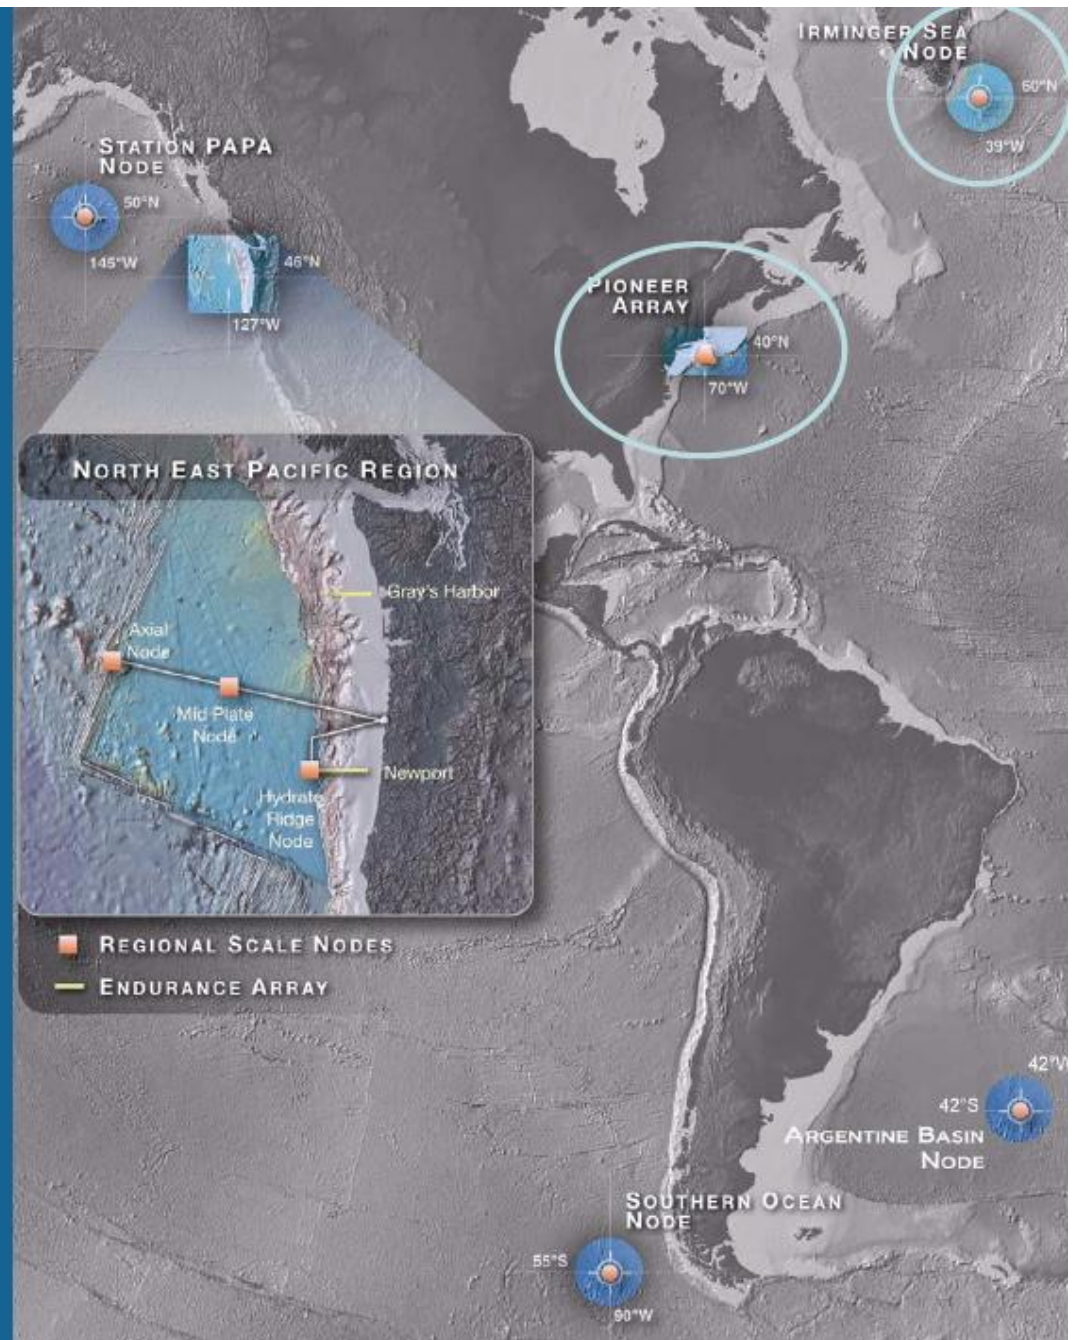 IRMINGER SEA
NODE
60°N
39°W
STATION PAPA
NODE
50°N
145°W
46°N
127°W
PIONEER
ARRAY
40°N
70°W
NORTH EAST PACIFIC REGION
Gray's Harbor
Axial
Node
Mid Plate
Node
Newport
Hydrate
Ridge
Node
REGIONAL SCALE NODES
ENDURANCE ARRAY
42°W
42°S
ARGENTINE BASIN
NODE
SOUTHERN OCEAN
NODE
55°S
90°W